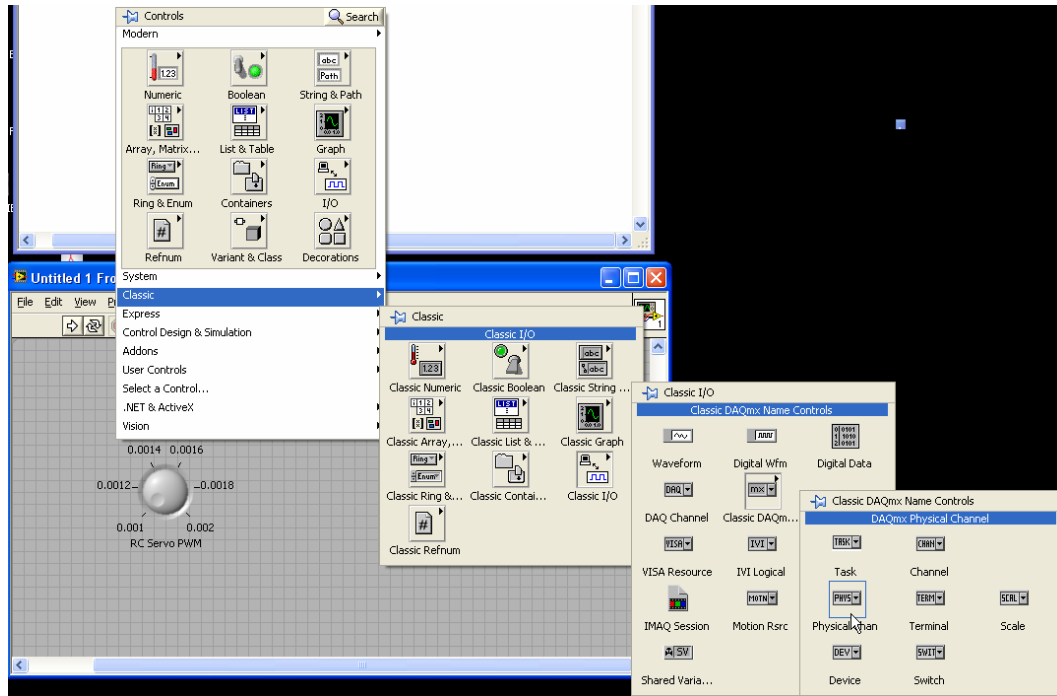 Controls
Search
Modern
Numeric
Boolean
String & Path
Array, Matrix...
List & Table
Graph
Ring & Enum
Containers
I/O
Refnum
Variant & Class
Decorations
System
Classic
Express
Control Design & Simulation
Addons
User Controls
Select a Control...
.NET & ActiveX
Vision
Untitled 1 Fro
File Edit View P
0.0014 0.0016
0.0012 0.0018
0.001 0.002
RC Servo PWM
Classic
Classic I/O
Classic Numeric
Classic Boolean
Classic String ...
Classic Array,...
Classic List & ...
Classic Graph
Classic Ring &...
Classic Contai...
Classic I/O
Classic Refnum
Classic I/O
Classic DAQmx Name Controls
Waveform
Digital Wfm
Digital Data
DAQ Channel
Classic DAQm...
VISA Resource
IVI Logical
IMAQ Session
Motion Rsrc
Shared Varia...
Classic DAQmx Name Controls
DAQmx Physical Channel
TASK
CHAN
Task
Channel
PHYS
TERM
SCAL
Physical Chan
Terminal
Scale
DEV
SWIT
Device
Switch